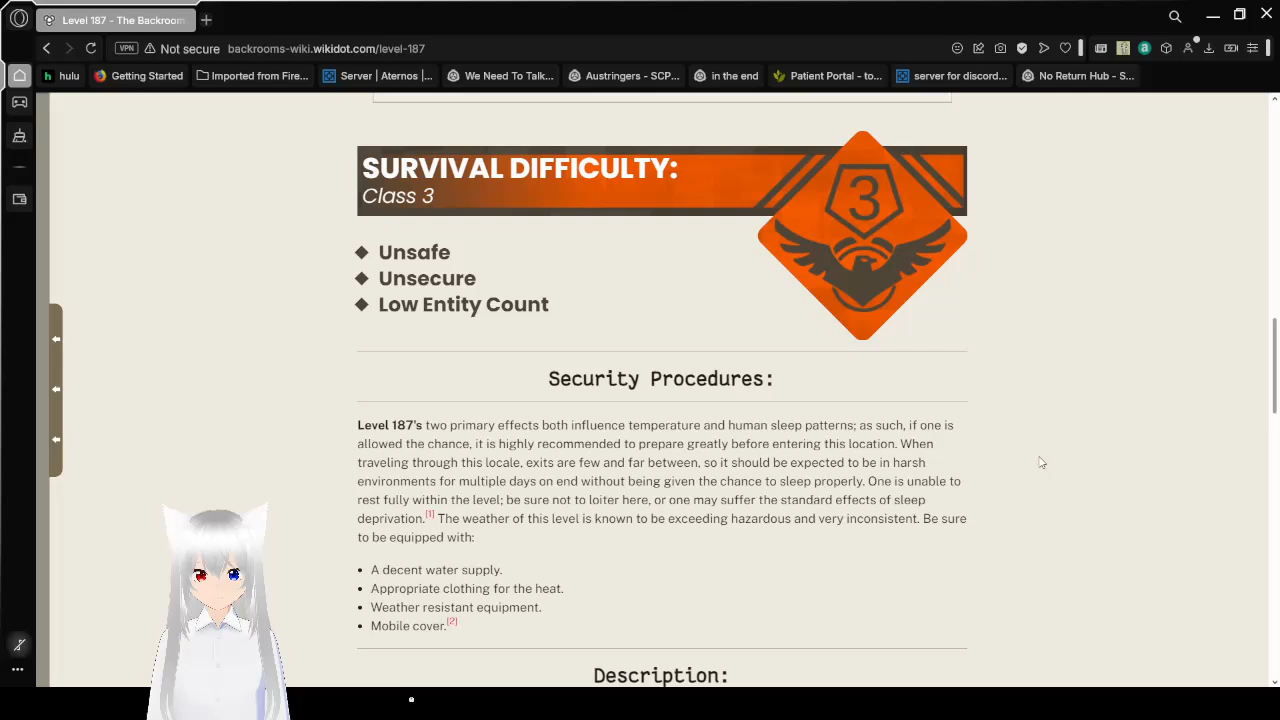 Level 187 - The Backroom
VPN Not secure backrooms-wiki.wikidot.com/level-187
hulu Getting Started Imported from Fire... Server | Aternos |... We Need To Talk... Austringers - SCP... in the end Patient Portal - to... server for discord... No Return Hub - S...
SURVIVAL DIFFICULTY:
Class 3
3
Unsafe
Unsecure
Low Entity Count
Security Procedures:
Level 187's two primary effects both influence temperature and human sleep patterns; as such, if one is
allowed the chance, it is highly recommended to prepare greatly before entering this location. When
traveling through this locale, exits are few and far between, so it should be expected to be in harsh
environments for multiple days on end without being given the chance to sleep properly. One is unable to
rest fully within the level; be sure not to loiter here, or one may suffer the standard effects of sleep
deprivation.[1] The weather of this level is known to be exceeding hazardous and very inconsistent. Be sure
to be equipped with:
• A decent water supply.
• Appropriate clothing for the heat.
• Weather resistant equipment.
• Mobile cover.[2]
Description: